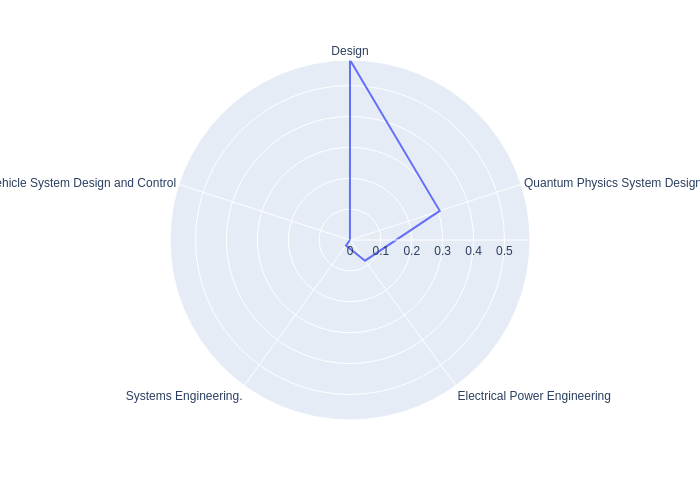 Design
ehicle System Design and Control
Quantum Physics System Design
0 0.1 0.2 0.3 0.4 0.5
Systems Engineering.
Electrical Power Engineering